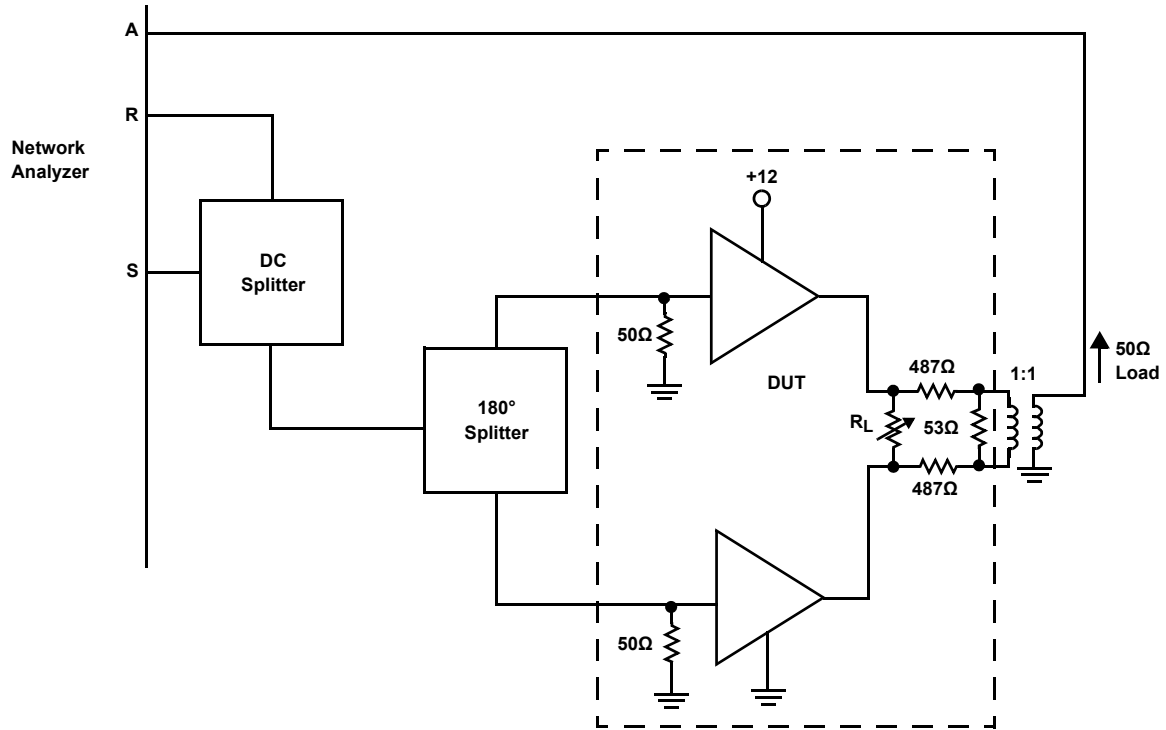 A
R
Network
Analyzer
S
DC
Splitter
180°
Splitter
+12
50Ω
DUT
487Ω
1:1
50Ω
Load
R_L
53Ω
487Ω
50Ω